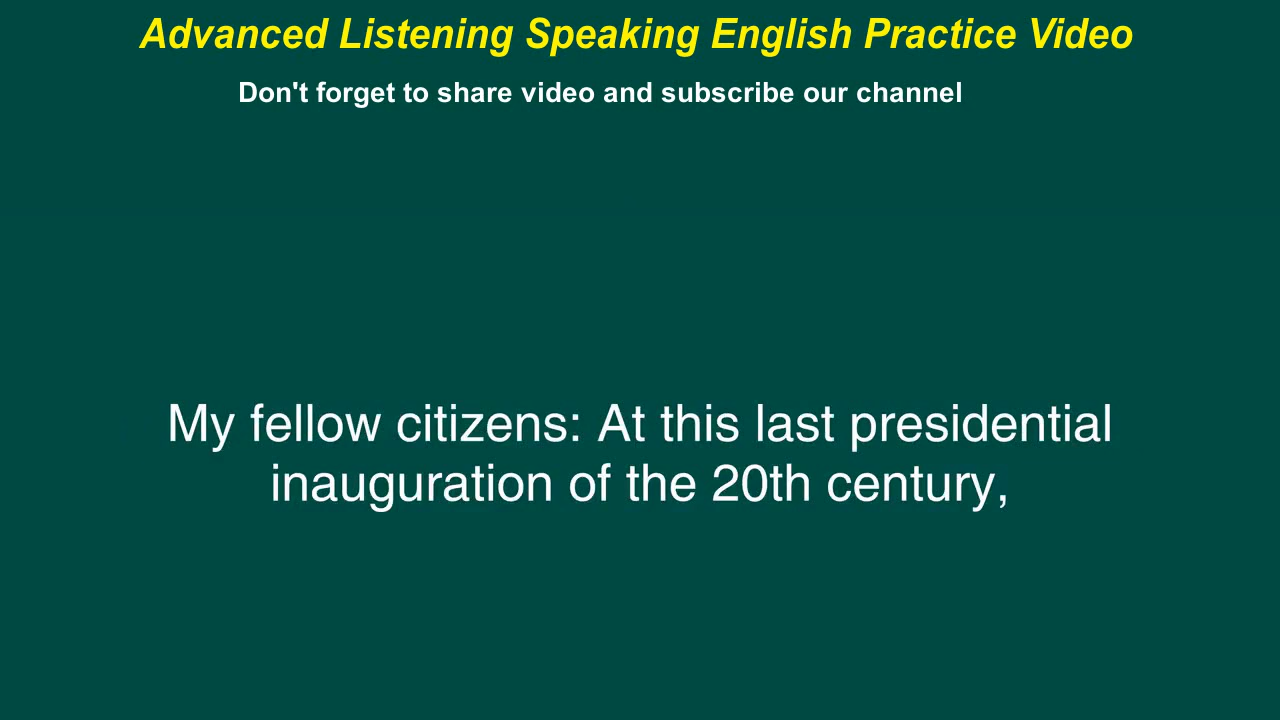 Advanced Listening Speaking English Practice Video
Don't forget to share video and subscribe our channel
My fellow citizens: At this last presidential
inauguration of the 20th century,